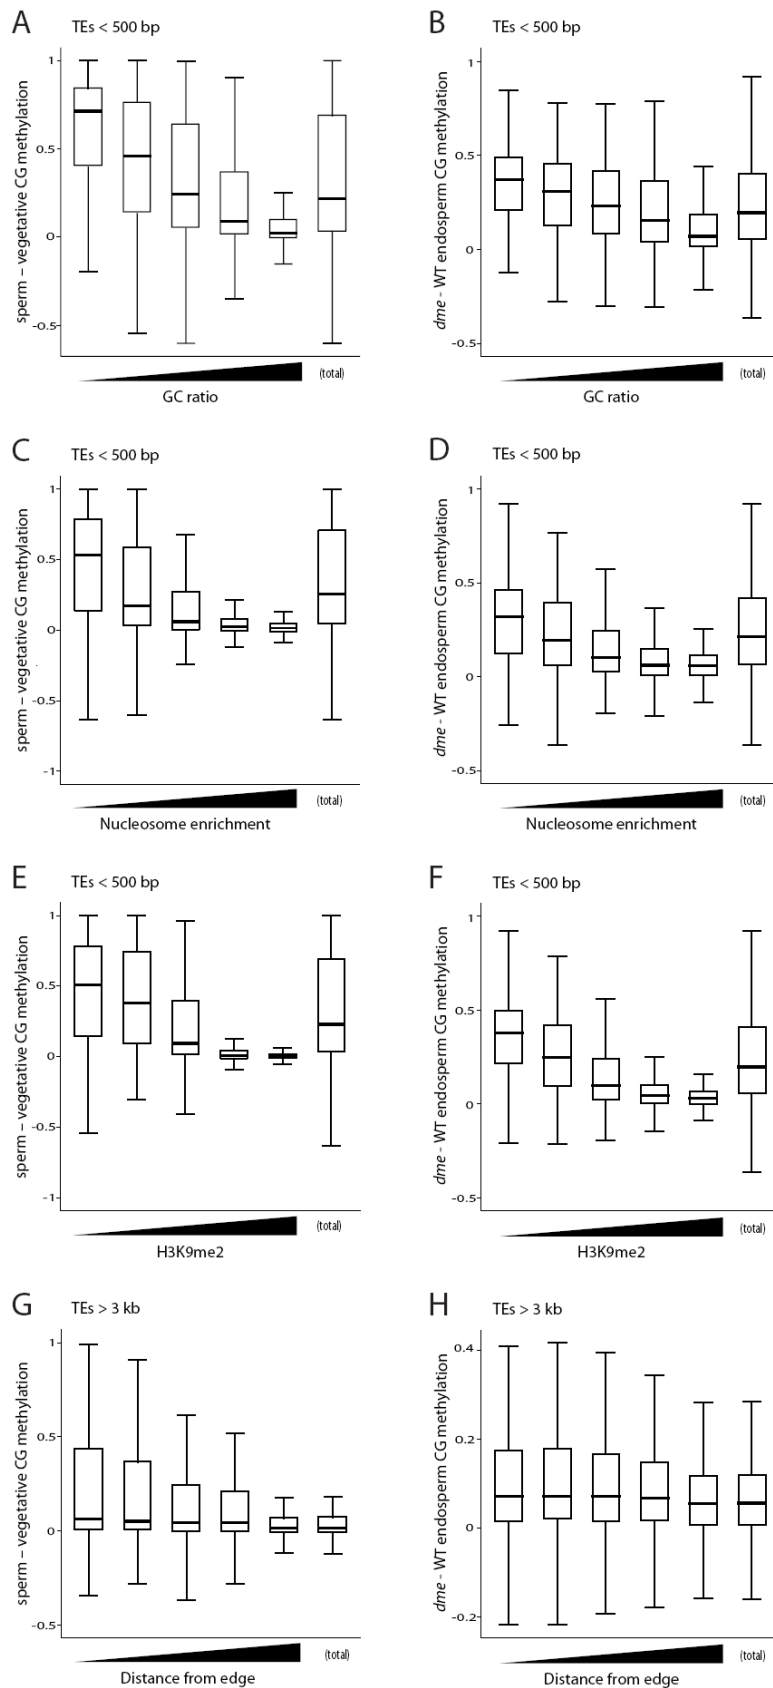 A TEs < 500 bp
sperm – vegetative CG methylation
1
0.5
0
-0.5
(total)
GC ratio
B TEs < 500 bp
dme - WT endosperm CG methylation
1
0.5
0
-0.5
(total)
GC ratio
C TEs < 500 bp
sperm – vegetative CG methylation
1
0.5
0
-0.5
-1
(total)
Nucleosome enrichment
D TEs < 500 bp
dme - WT endosperm CG methylation
1
0.5
0
-0.5
(total)
Nucleosome enrichment
E TEs < 500 bp
sperm – vegetative CG methylation
1
0.5
0
-0.5
-1
(total)
H3K9me2
F TEs < 500 bp
dme - WT endosperm CG methylation
1
0.5
0
-0.5
(total)
H3K9me2
G TEs > 3 kb
sperm – vegetative CG methylation
1
0.5
0
-0.5
(total)
Distance from edge
H TEs > 3 kb
dme - WT endosperm CG methylation
0.4
0.2
0
-0.2
(total)
Distance from edge